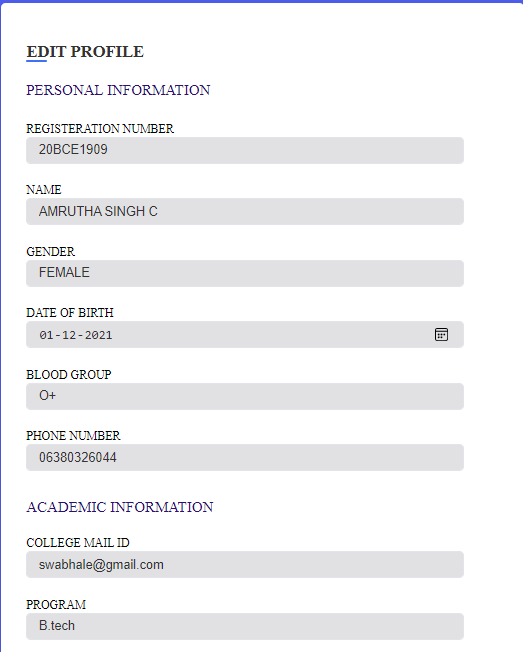 EDIT PROFILE
PERSONAL INFORMATION
REGISTERATION NUMBER
20BCE1909
NAME
AMRUTHA SINGH C
GENDER
FEMALE
DATE OF BIRTH
01-12-2021
BLOOD GROUP
O+
PHONE NUMBER
06380326044
ACADEMIC INFORMATION
COLLEGE MAIL ID
swabhale@gmail.com
PROGRAM
B.tech